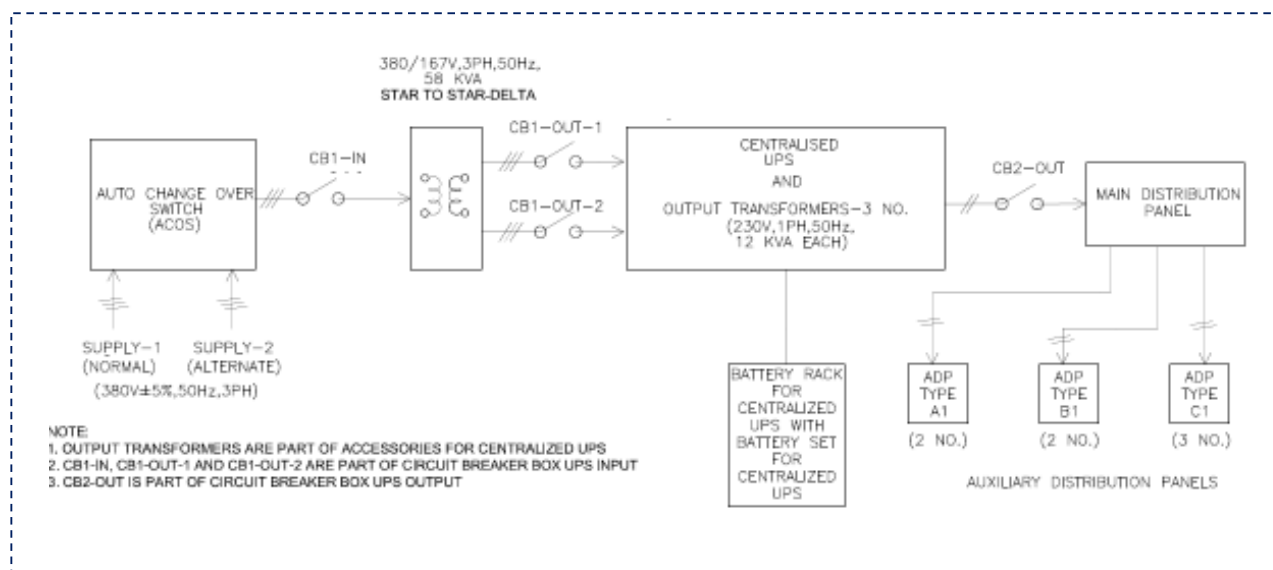 380/167V,3PH,50Hz,
58 KVA
STAR TO STAR-DELTA
CB1-IN
CB1-OUT-1
CB1-OUT-2
AUTO CHANGE OVER
SWITCH
(ACOS)
CENTRALISED
UPS
AND
OUTPUT TRANSFORMERS-3 NO.
(230V,1PH,50Hz,
12 KVA EACH)
CB2-OUT
MAIN DISTRIBUTION
PANEL
SUPPLY-1
(NORMAL)
SUPPLY-2
(ALTERNATE)
(380V±5%,50Hz,3PH)
BATTERY RACK
FOR
CENTRALIZED
UPS WITH
BATTERY SET
FOR
CENTRALIZED
UPS
ADP
TYPE
A1
(2 NO.)
ADP
TYPE
B1
(2 NO.)
ADP
TYPE
C1
(3 NO.)
AUXILIARY DISTRIBUTION PANELS
NOTE:
1. OUTPUT TRANSFORMERS ARE PART OF ACCESSORIES FOR CENTRALIZED UPS
2. CB1-IN, CB1-OUT-1 AND CB1-OUT-2 ARE PART OF CIRCUIT BREAKER BOX UPS INPUT
3. CB2-OUT IS PART OF CIRCUIT BREAKER BOX UPS OUTPUT